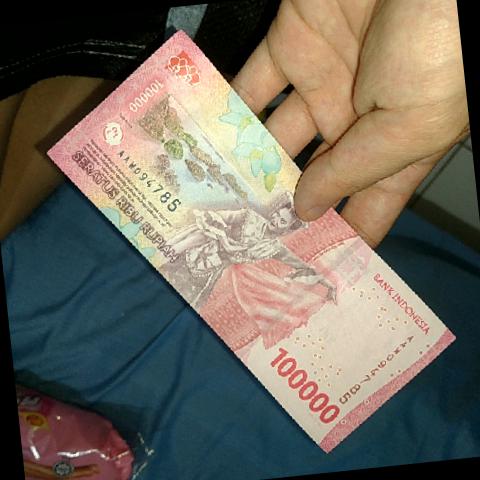 100000
AAM094785
SERATUS RIBU RUPIAH
BANK INDONESIA
AAM094785
100000